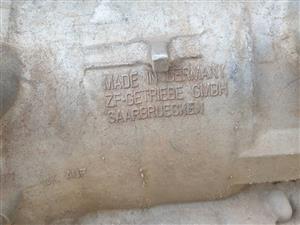 MADE IN GERMANY
ZF-GETRIEBE GMBH
SAARBRUECKEN